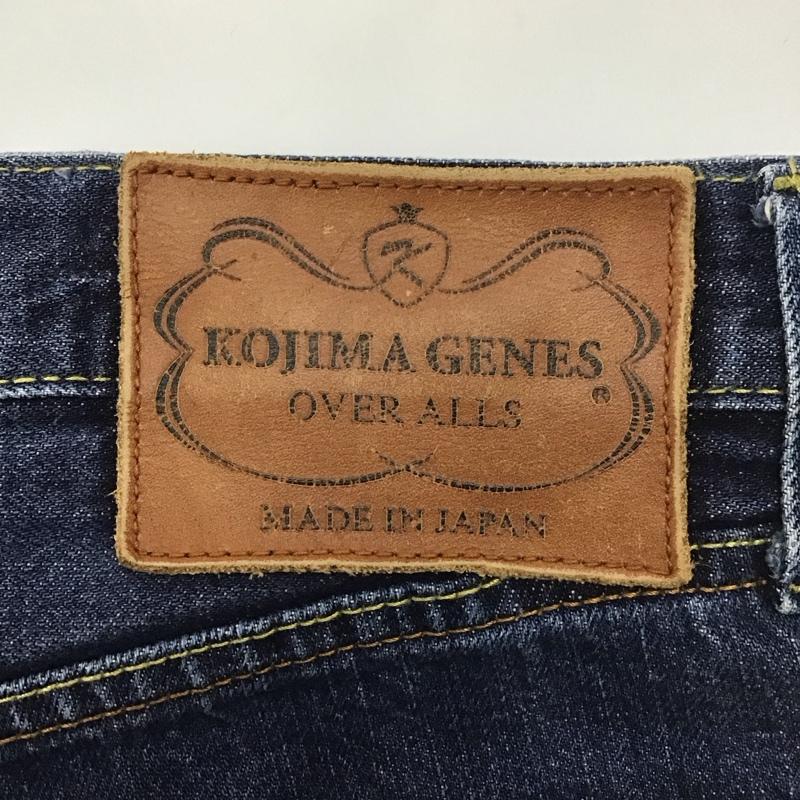 K
KOJIMA GENES
®
OVER ALLS
MADE IN JAPAN